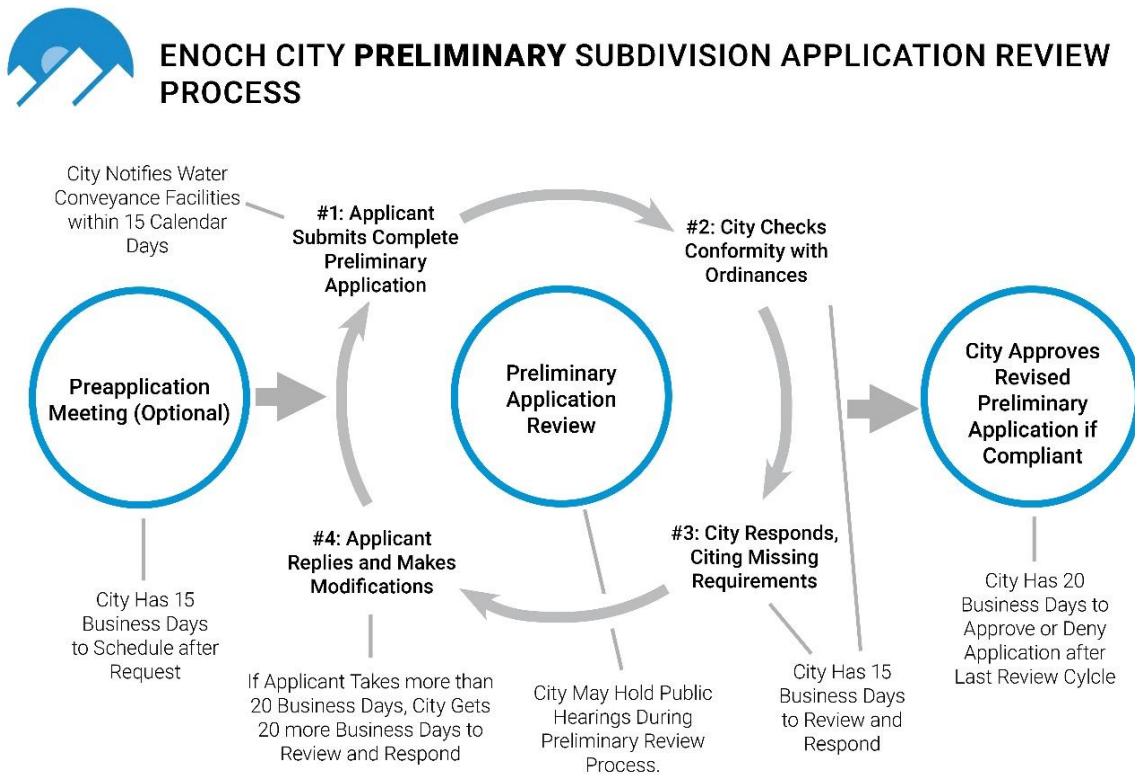 ENOCH CITY PRELIMINARY SUBDIVISION APPLICATION REVIEW
PROCESS
City Notifies Water
Conveyance Facilities
within 15 Calendar
Days
#1: Applicant
Submits Complete
Preliminary
Application
#2: City Checks
Conformity with
Ordinances
Preapplication
Meeting (Optional)
Preliminary
Application
Review
City Approves
Revised
Preliminary
Application if
Compliant
#4: Applicant
Replies and Makes
Modifications
#3: City Responds,
Citing Missing
Requirements
City Has 15
Business Days
to Schedule after
Request
If Applicant Takes more than
20 Business Days, City Gets
20 more Business Days to
Review and Respond
City May Hold Public
Hearings During
Preliminary Review
Process.
City Has 15
Business Days
to Review and
Respond
City Has 20
Business Days to
Approve or Deny
Application after
Last Review Cylcle